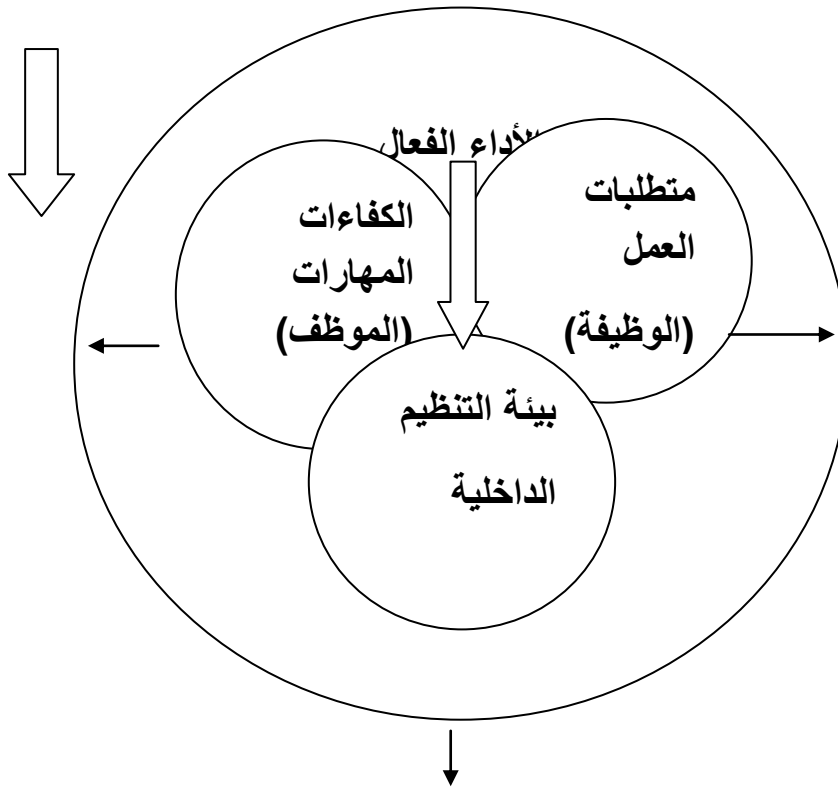 الأداء الفعال
متطلبات
العمل
(الوظيفة)
الكفاءات
المهارات
(الموظف)
بيئة التنظيم
الداخلية